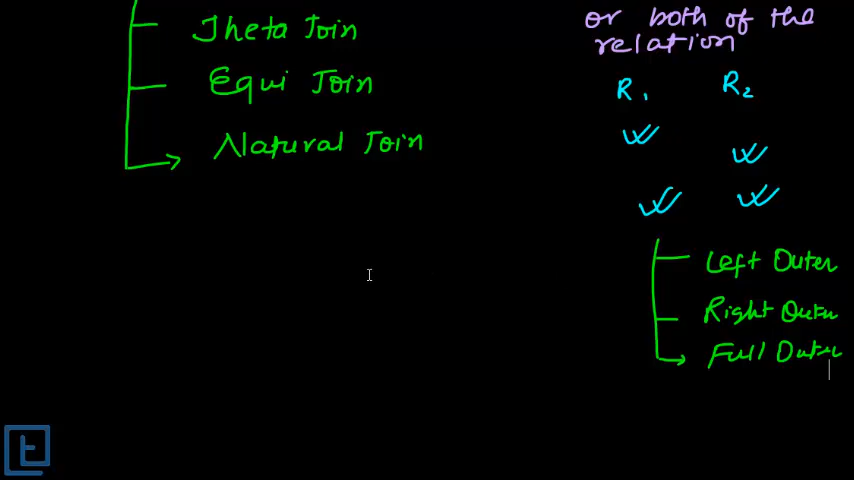 Theta Join
Equi Join
Natural Join
or both of the
relation
R1 R2
Left Outer
Right Outer
Full Outer